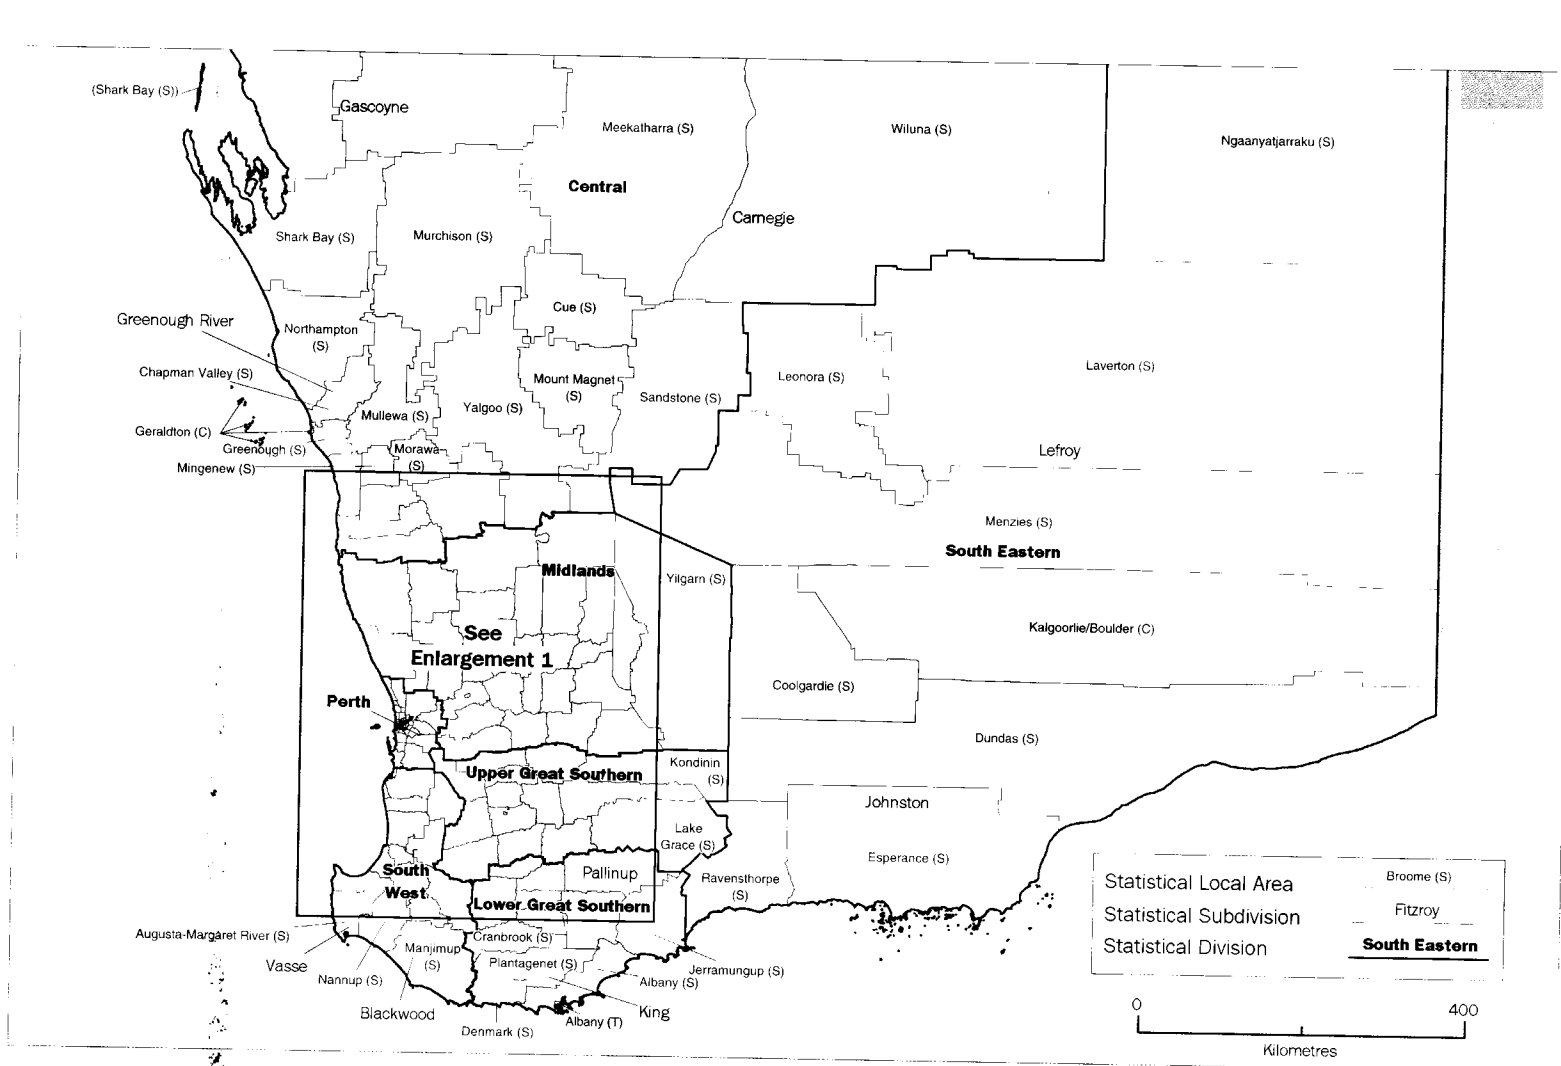 (Shark Bay (S))
Gascoyne
Meekatharra (S)
Wiluna (S)
Ngaanyatjarraku (S)
Central
Carnegie
Shark Bay (S)
Murchison (S)
Cue (S)
Greenough River
Northampton
(S)
Chapman Valley (S)
Mount Magnet
(S)
Leonora (S)
Laverton (S)
Sandstone (S)
Mullewa (S)
Yalgoo (S)
Geraldton (C)
Greenough (S)
Morawa
(S)
Mingenew (S)
Lefroy
Menzies (S)
South Eastern
Midlands
Yilgarn (S)
See
Enlargement 1
Kalgoorlie/Boulder (C)
Coolgardie (S)
Perth
Dundas (S)
Upper Great Southern
Kondinin
(S)
Johnston
Lake
Grace (S)
Esperance (S)
South
West
Pallinup
Ravensthorpe
(S)
Lower Great Southern
Augusta-Margaret River (S)
Vasse
Nannup (S)
Manjimup
(S)
Cranbrook (S)
Plantagenet (S)
Jerramungup (S)
Albany (S)
Blackwood
King
Denmark (S)
Albany (T)
Statistical Local Area
Broome (S)
Statistical Subdivision
Fitzroy
Statistical Division
South Eastern
0
400
Kilometres